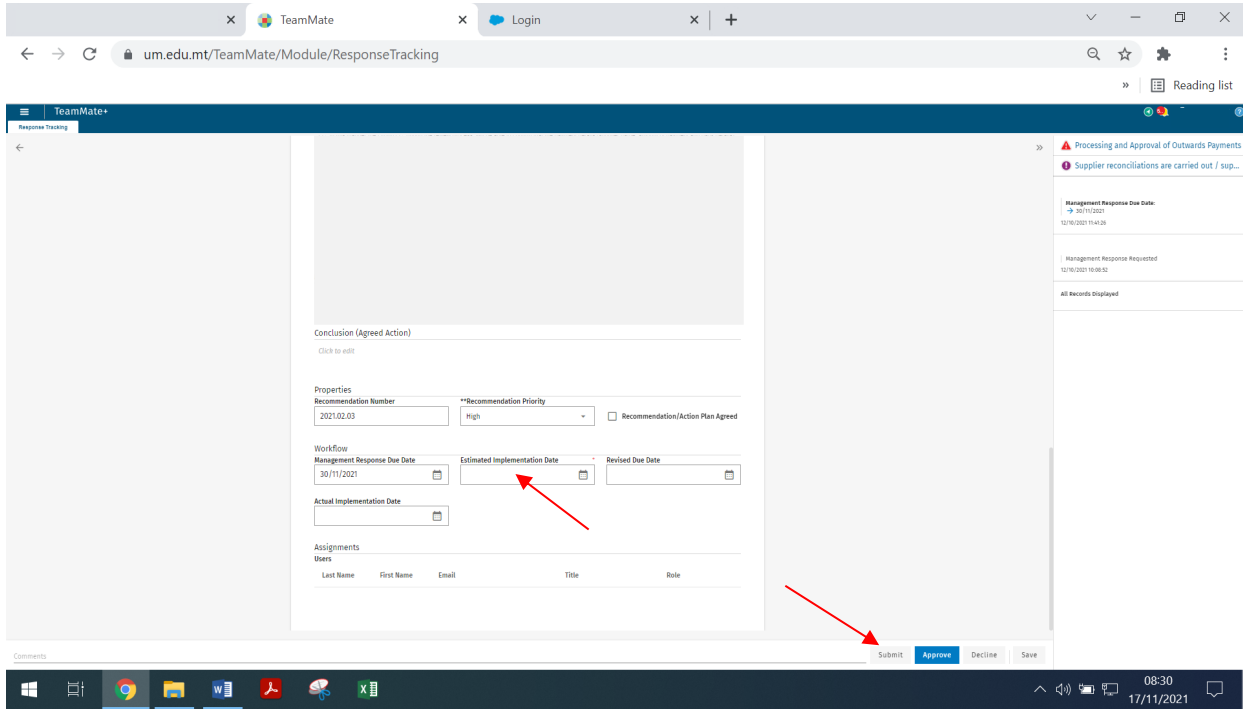 TeamMate
Login
um.edu.mt/TeamMate/Module/ResponseTracking
» Reading list
TeamMate+
Response Tracking
Processing and Approval of Outwards Payments
Supplier reconciliations are carried out / sup...
Management Response Due Date:
→ 30/11/2021
12/10/2021 11:41:26
Management Response Requested
12/10/2021 10:08:52
All Records Displayed
Conclusion (Agreed Action)
Click to edit
Properties
Recommendation Number **Recommendation Priority
2021.02.03 High Recommendation/Action Plan Agreed
Workflow
Management Response Due Date Estimated Implementation Date * Revised Due Date
30/11/2021
Actual Implementation Date
Assignments
Users
Last Name First Name Email Title Role
Comments Submit Approve Decline Save
08:30
17/11/2021